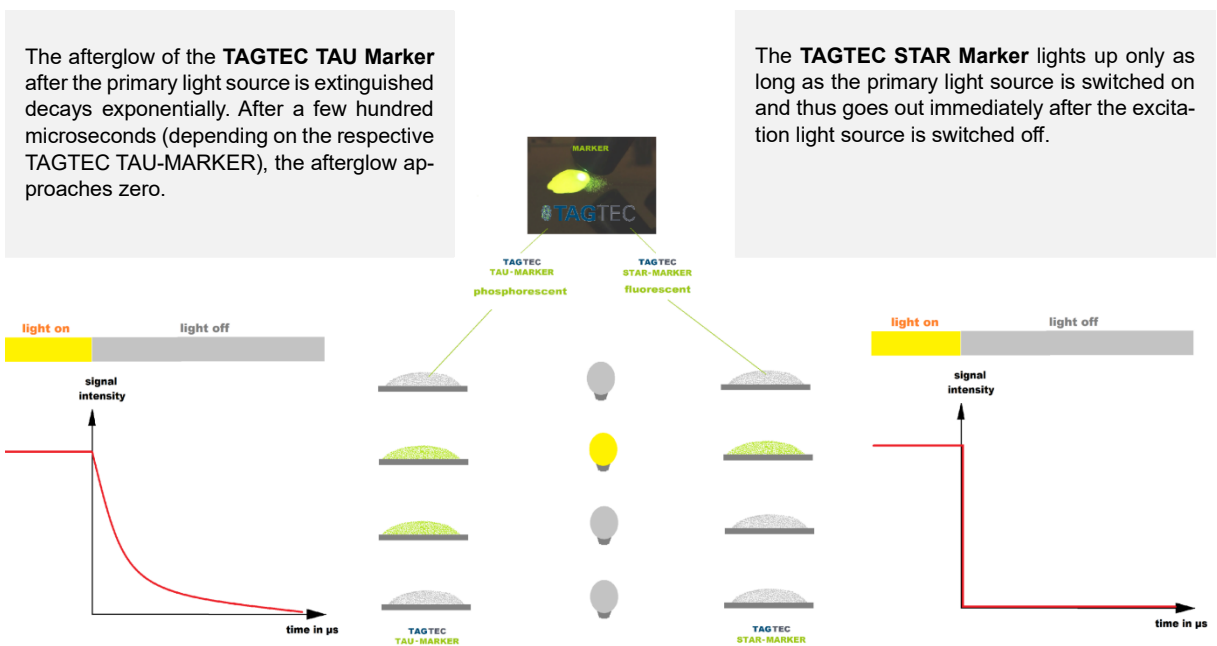 The afterglow of the TAGTEC TAU Marker
after the primary light source is extinguished
decays exponentially. After a few hundred
microseconds (depending on the respective
TAGTEC TAU-MARKER), the afterglow ap-
proaches zero.
The TAGTEC STAR Marker lights up only as
long as the primary light source is switched on
and thus goes out immediately after the excita-
tion light source is switched off.
MARKER
TAGTEC
TAGTEC
TAU-MARKER
phosphorescent
TAGTEC
STAR-MARKER
fluorescent
light on
light off
signal
intensity
time in µs
light on
light off
signal
intensity
time in µs
TAGTEC
TAU-MARKER
TAGTEC
STAR-MARKER